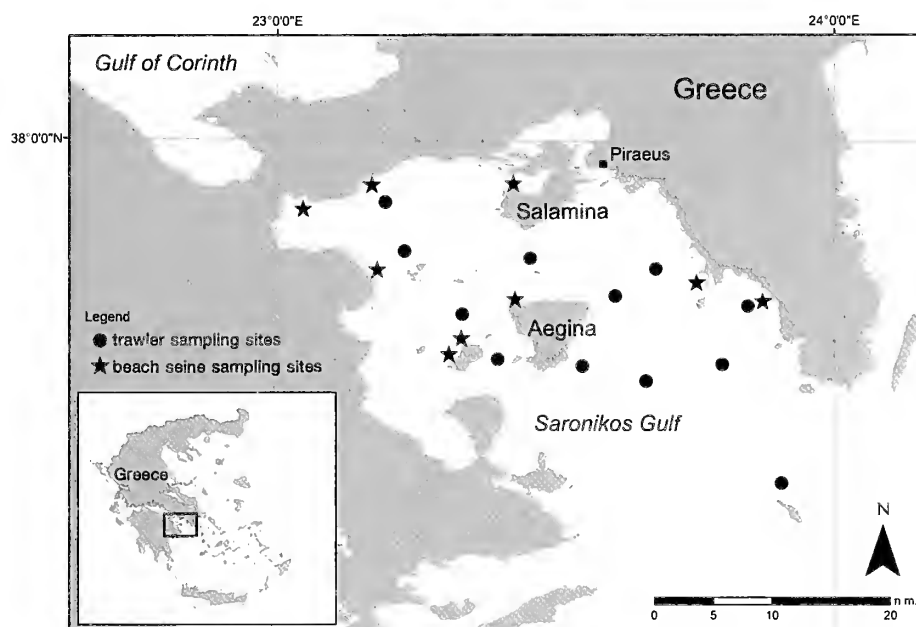 23°0'0"E
24°0'0"E
Gulf of Corinth
Greece
38°0'0"N
Piraeus
Salamina
Legend
trawler sampling sites
beach seine sampling sites
Aegina
Saronikos Gulf
Greece
N
0 5 10 20 n m.